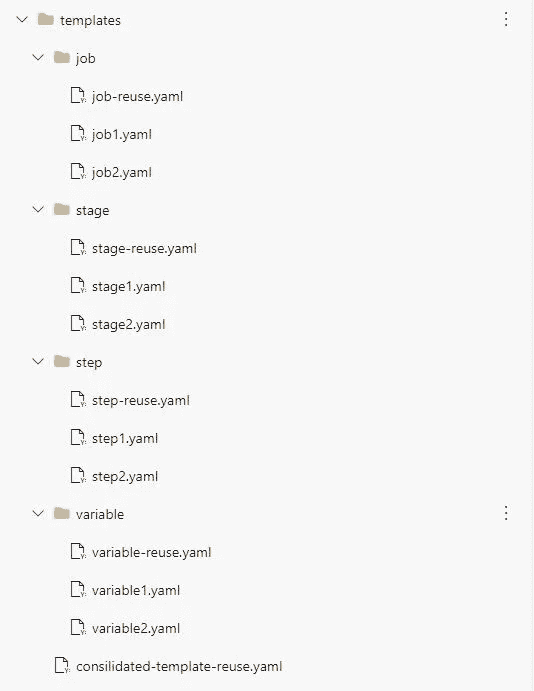 templates
job
job-reuse.yaml
job1.yaml
job2.yaml
stage
stage-reuse.yaml
stage1.yaml
stage2.yaml
step
step-reuse.yaml
step1.yaml
step2.yaml
variable
variable-reuse.yaml
variable1.yaml
variable2.yaml
consilidated-template-reuse.yaml